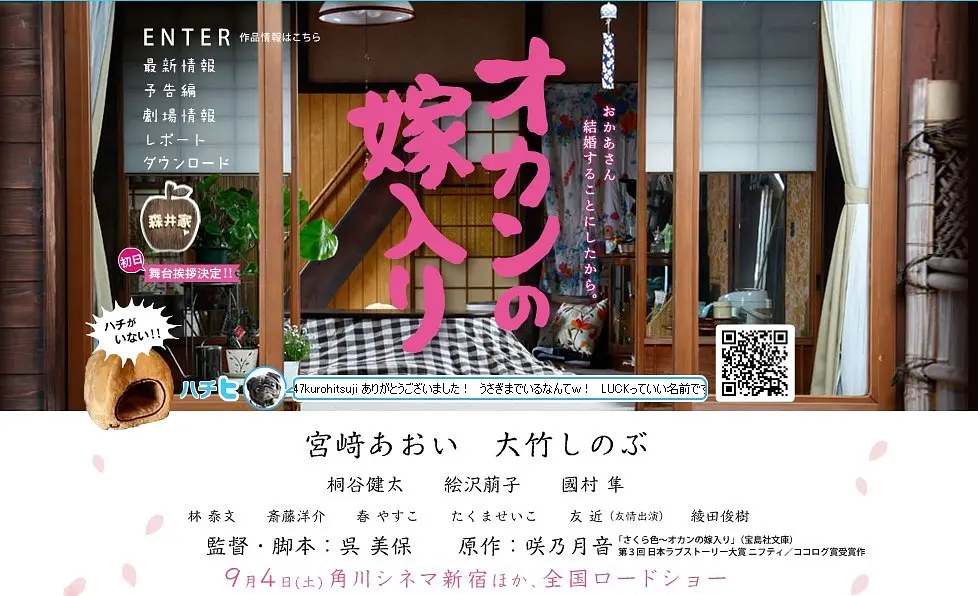 ENTER 作品情報はこちら
最新情報
予告編
劇場情報
レポート
ダウンロード
森井家
初日
舞台挨拶決定!!
ハチが
いない!!
オカンの
嫁入り
おかあさん
結婚することにしたから。
ハチヒ
47kurohitsuji ありがとうございました! うさぎまでいるなんてw! LUCKっていい名前です
宮﨑あおい 大竹しのぶ
桐谷健太 絵沢萠子 國村 隼
林 泰文 斎藤洋介 春 やすこ たくませいこ 友 近 (友情出演) 綾田俊樹
監督・脚本:呉 美保 原作:咲乃月音 「さくら色〜オカンの嫁入り」(宝島社文庫)
第3回 日本ラブストーリー大賞 ニフティ/ココログ賞受賞作
9月4日(土) 角川シネマ新宿ほか、全国ロードショー